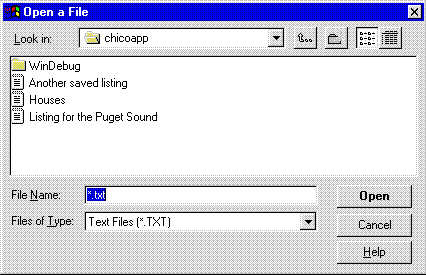 Open a File
Look in: chicoapp
WinDebug
Another saved listing
Houses
Listing for the Puget Sound
File Name: *.txt Open
Files of Type: Text Files (*.TXT) Cancel
Help